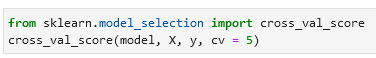 from sklearn.model_selection import cross_val_score
cross_val_score(model, X, y, cv = 5)